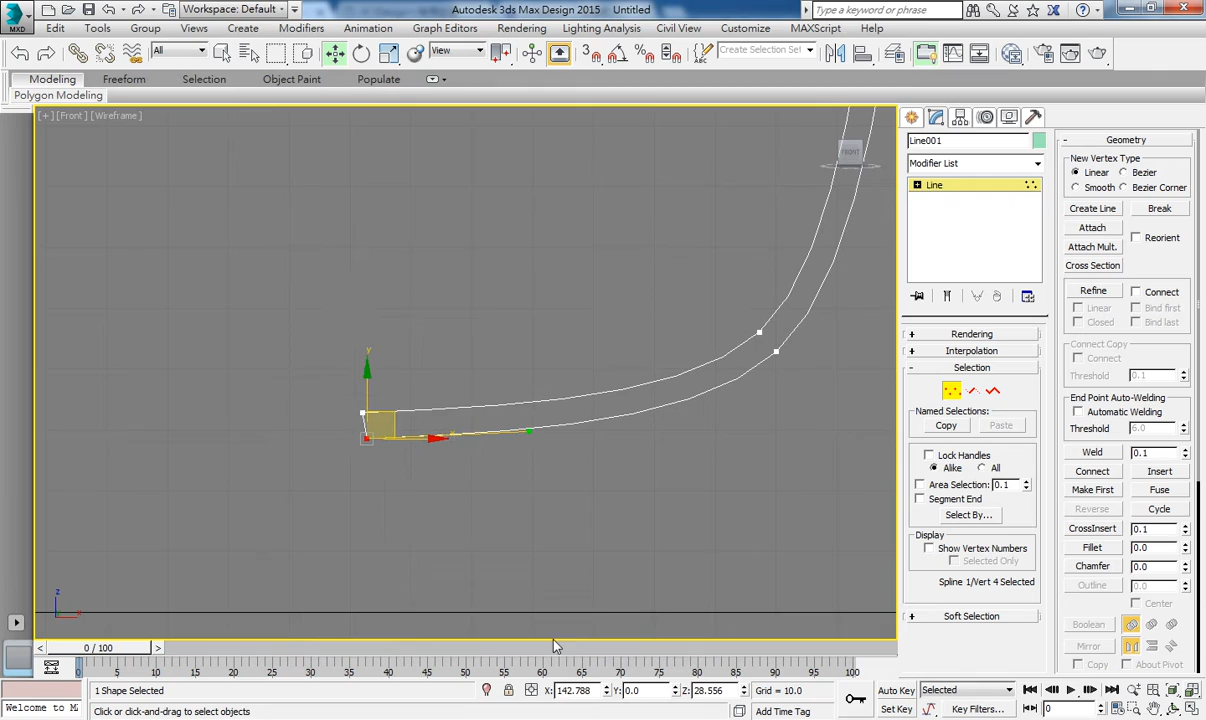 MXD
Workspace: Default
Autodesk 3ds Max Design 2015 Untitled
Type a keyword or phrase
Edit Tools Group Views Create Modifiers Animation Graph Editors Rendering Lighting Analysis Civil View Customize MAXScript Help
All View 3 % Create Selection Set
Modeling Freeform Selection Object Paint Populate
Polygon Modeling
[+] [Front] [Wireframe]
FRONT
Line001
Modifier List
Line
Rendering
Interpolation
Selection
Named Selections:
Copy Paste
Lock Handles
Alike All
Area Selection: 0.1
Segment End
Select By...
Display
Show Vertex Numbers
Selected Only
Spline 1/Vert 4 Selected
Soft Selection
Geometry
New Vertex Type
Linear Bezier
Smooth Bezier Corner
Create Line Break
Attach
Reorient
Attach Mult.
Cross Section
Refine Connect
Linear Bind first
Closed Bind last
Connect Copy
Connect
Threshold 0.1
End Point Auto-Welding
Automatic Welding
Threshold 6.0
Weld 0.1
Connect Insert
Make First Fuse
Reverse Cycle
CrossInsert 0.1
Fillet 0.0
Chamfer 0.0
Outline 0.0
Center
Boolean
Mirror
Copy About Pivot
y
x
z
x
< 0 / 100 >
0 5 10 15 20 25 30 35 40 45 50 55 60 65 70 75 80 85 90 95 100
1 Shape Selected X: 142.788 Y: 0.0 Z: 28.556 Grid = 10.0 Auto Key Selected
Welcome to M Click or click-and-drag to select objects Add Time Tag Set Key Key Filters... 0